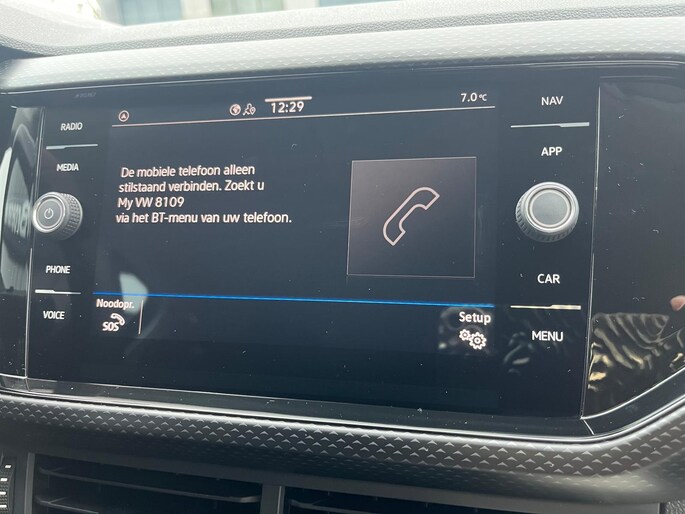 12:29
7.0°C
RADIO
MEDIA
PHONE
VOICE
De mobiele telefoon alleen
stilstaand verbinden. Zoekt u
My VW 8109
via het BT-menu van uw telefoon.
Noodopr.
SOS
Setup
NAV
APP
CAR
MENU